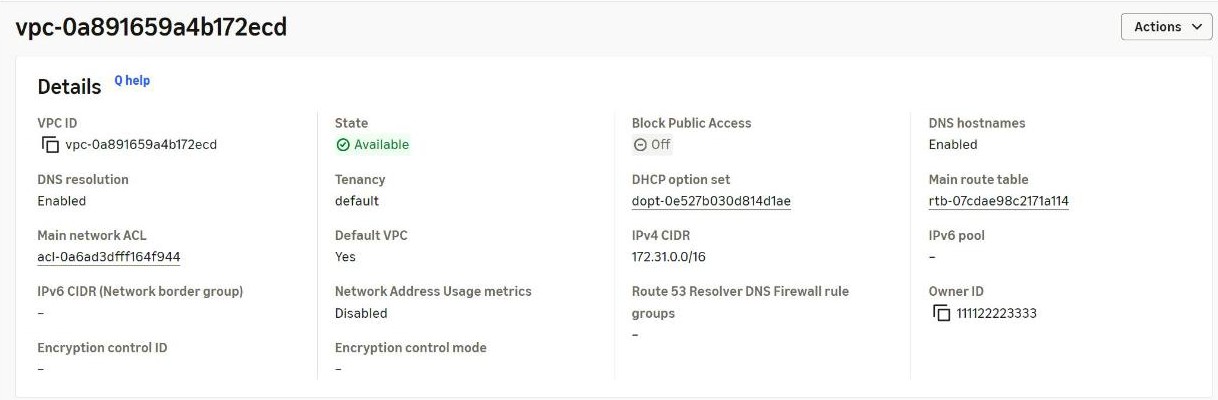 vpc-0a891659a4b172ecd
Actions
Details
Q help
VPC ID
vpc-0a891659a4b172ecd
State
Available
Block Public Access
Off
DNS hostnames
Enabled
DNS resolution
Enabled
Tenancy
default
DHCP option set
dopt-0e527b030d814d1ae
Main route table
rtb-07cdae98c2171a114
Main network ACL
acl-0a6ad3dfff164f944
Default VPC
Yes
IPv4 CIDR
172.31.0.0/16
IPv6 pool
–
IPv6 CIDR (Network border group)
–
Network Address Usage metrics
Disabled
Route 53 Resolver DNS Firewall rule
groups
–
Owner ID
111122223333
Encryption control ID
–
Encryption control mode
–